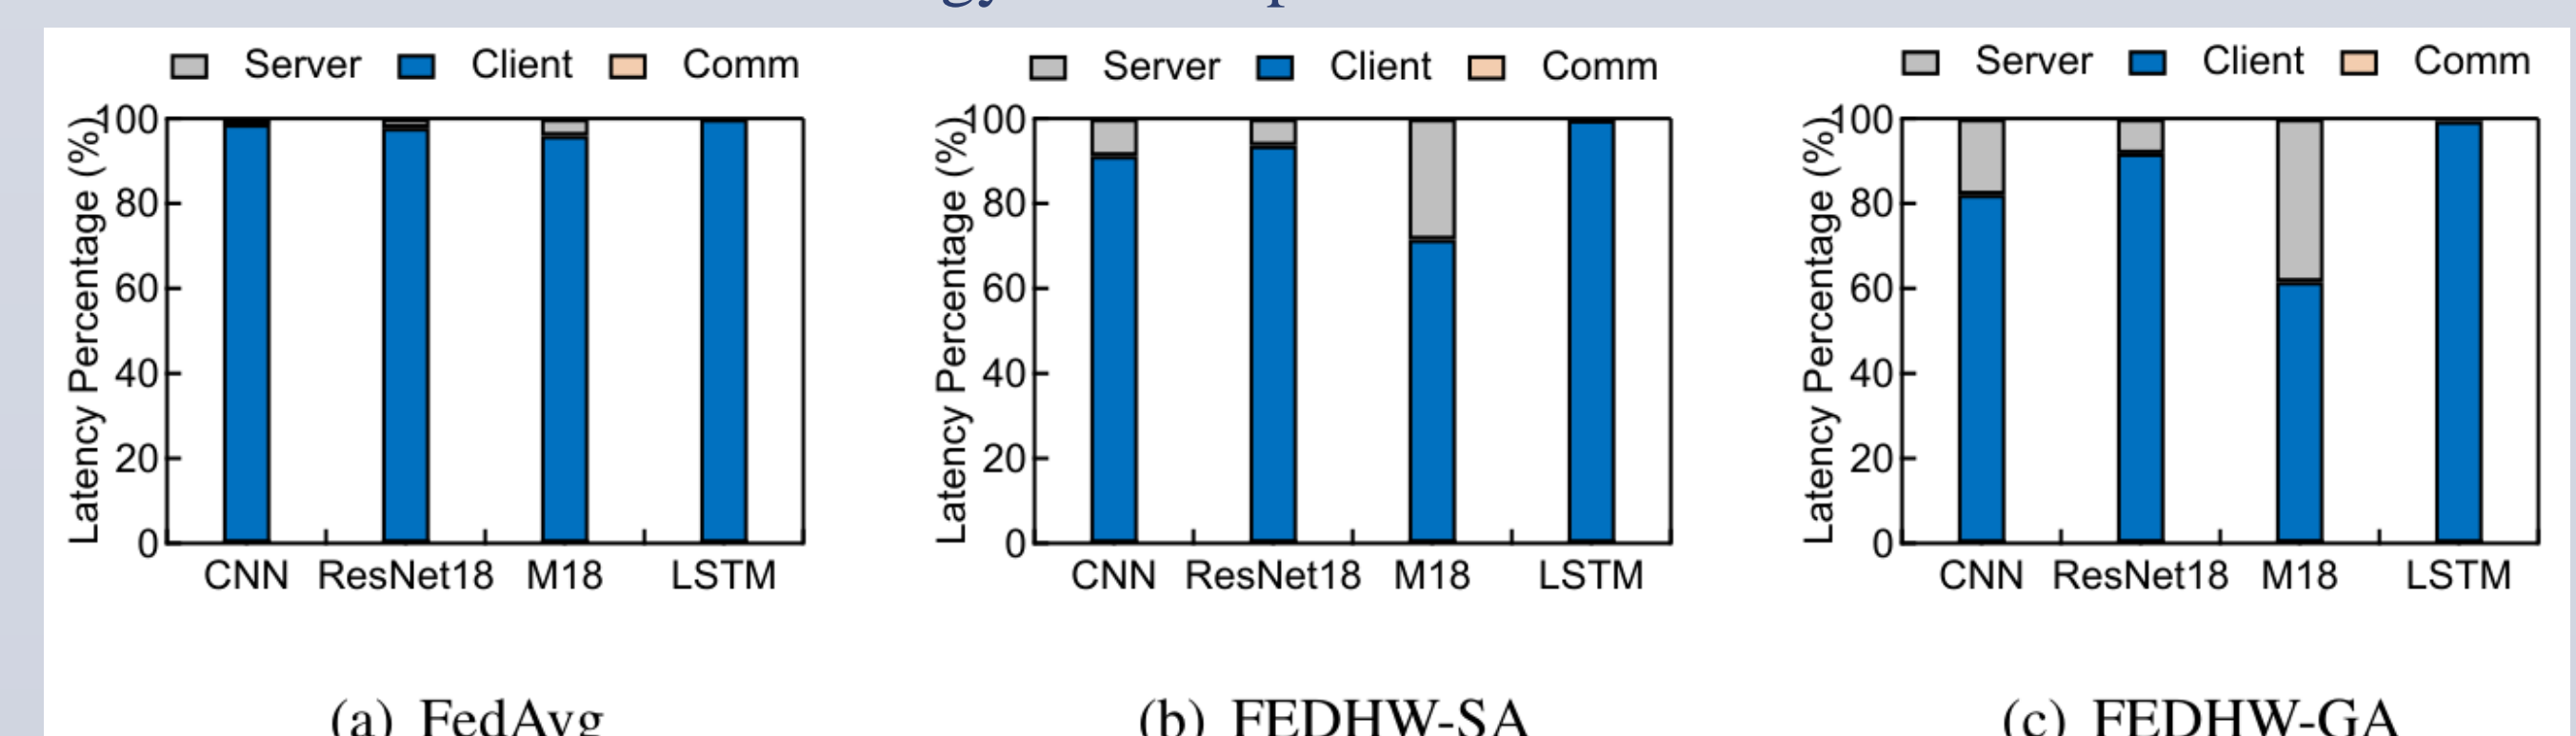 Server Client Comm
Latency Percentage (%)
100
80
60
40
20
0
CNN ResNet18 M18 LSTM
(a) FedAvg
Server Client Comm
Latency Percentage (%)
100
80
60
40
20
0
CNN ResNet18 M18 LSTM
(b) FEDHW-SA
Server Client Comm
Latency Percentage (%)
100
80
60
40
20
0
CNN ResNet18 M18 LSTM
(c) FEDHW-GA